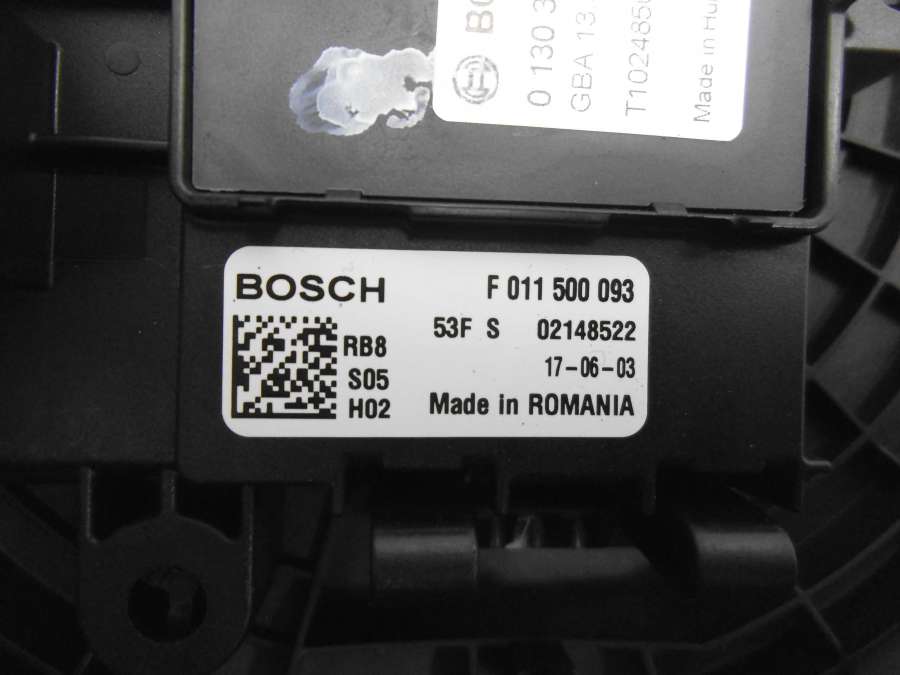 0 130 3
GBA 13.
T102485
Made in Hu
BOSCH F 011 500 093
53F S 02148522
RB8
17-06-03
S05
H02 Made in ROMANIA